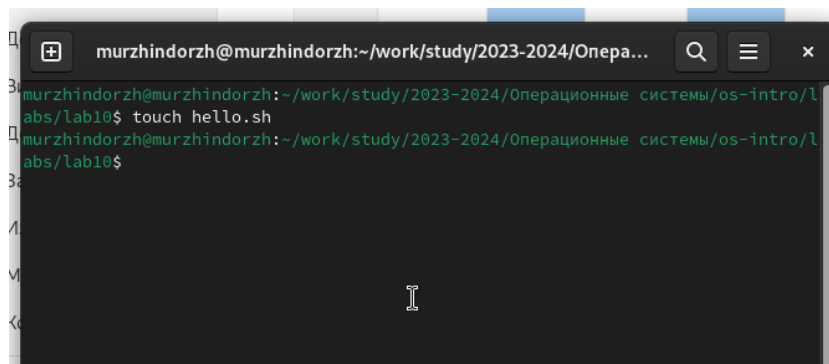 murzhindorzh@murzhindorzh:~/work/study/2023-2024/Опера...
murzhindorzh@murzhindorzh:~/work/study/2023-2024/Операционные системы/os-intro/l
abs/lab10$ touch hello.sh
murzhindorzh@murzhindorzh:~/work/study/2023-2024/Операционные системы/os-intro/l
abs/lab10$